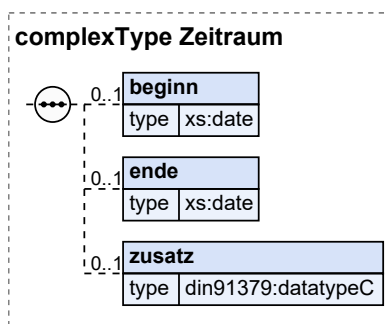 complexType Zeitraum
0..1 beginn
type xs:date
0..1 ende
type xs:date
0..1 zusatz
type din91379:datatypeC